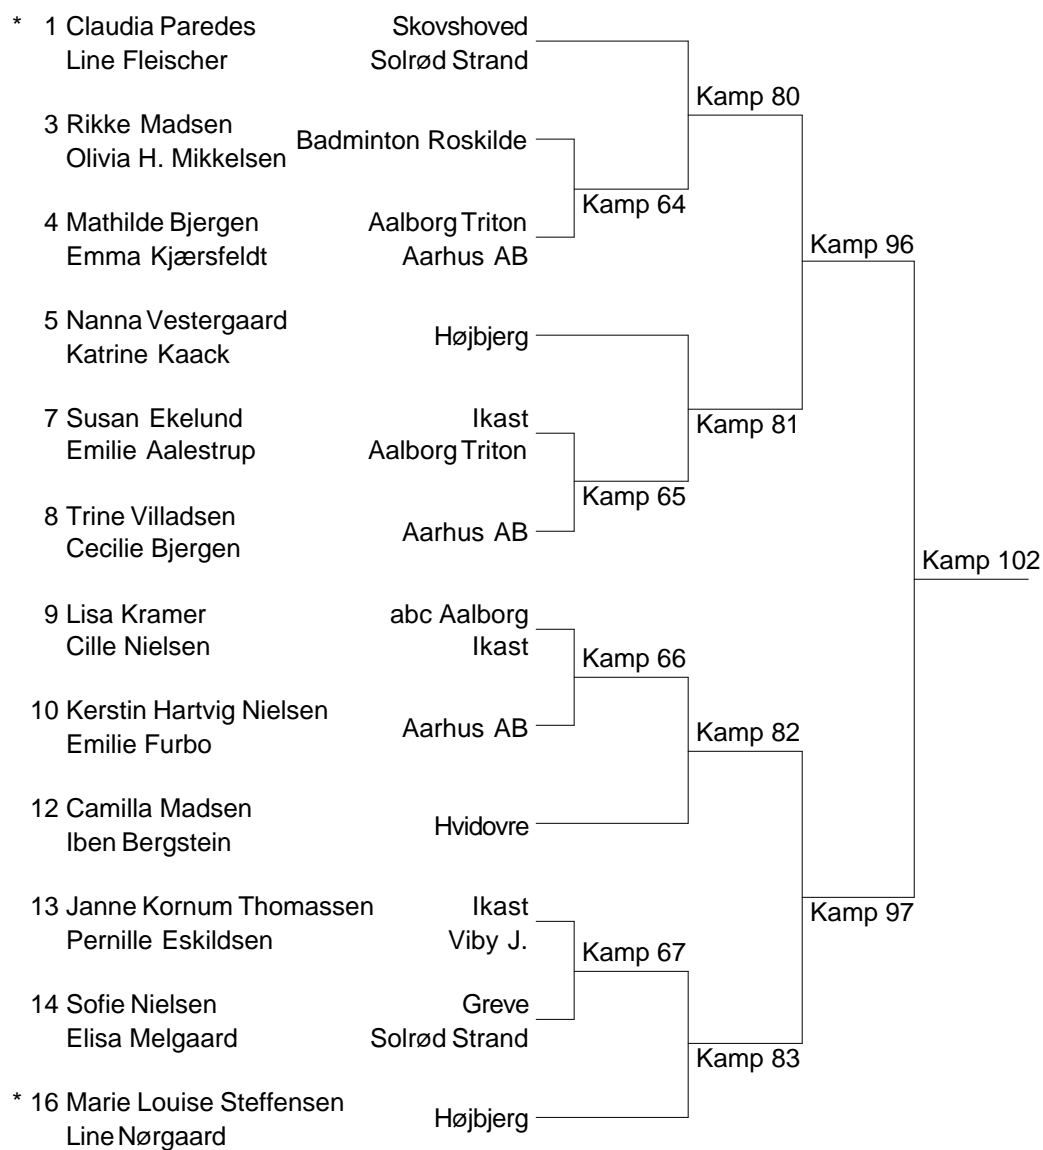 * 1 Claudia Paredes Skovshoved
Line Fleischer Solrød Strand
Kamp 80
3 Rikke Madsen
Badminton Roskilde
Olivia H. Mikkelsen
Kamp 64
4 Mathilde Bjergen Aalborg Triton
Kamp 96
Emma Kjærsfeldt Aarhus AB
5 Nanna Vestergaard
Højbjerg
Katrine Kaack
7 Susan Ekelund Ikast
Kamp 81
Emilie Aalestrup Aalborg Triton
Kamp 65
8 Trine Villadsen
Aarhus AB
Cecilie Bjergen
Kamp 102
9 Lisa Kramer abc Aalborg
Cille Nielsen Ikast
Kamp 66
10 Kerstin Hartvig Nielsen
Aarhus AB
Kamp 82
Emilie Furbo
12 Camilla Madsen
Hvidovre
Iben Bergstein
13 Janne Kornum Thomassen Ikast
Kamp 97
Pernille Eskildsen Viby J.
Kamp 67
14 Sofie Nielsen Greve
Elisa Melgaard Solrød Strand
Kamp 83
* 16 Marie Louise Steffensen
Højbjerg
Line Nørgaard